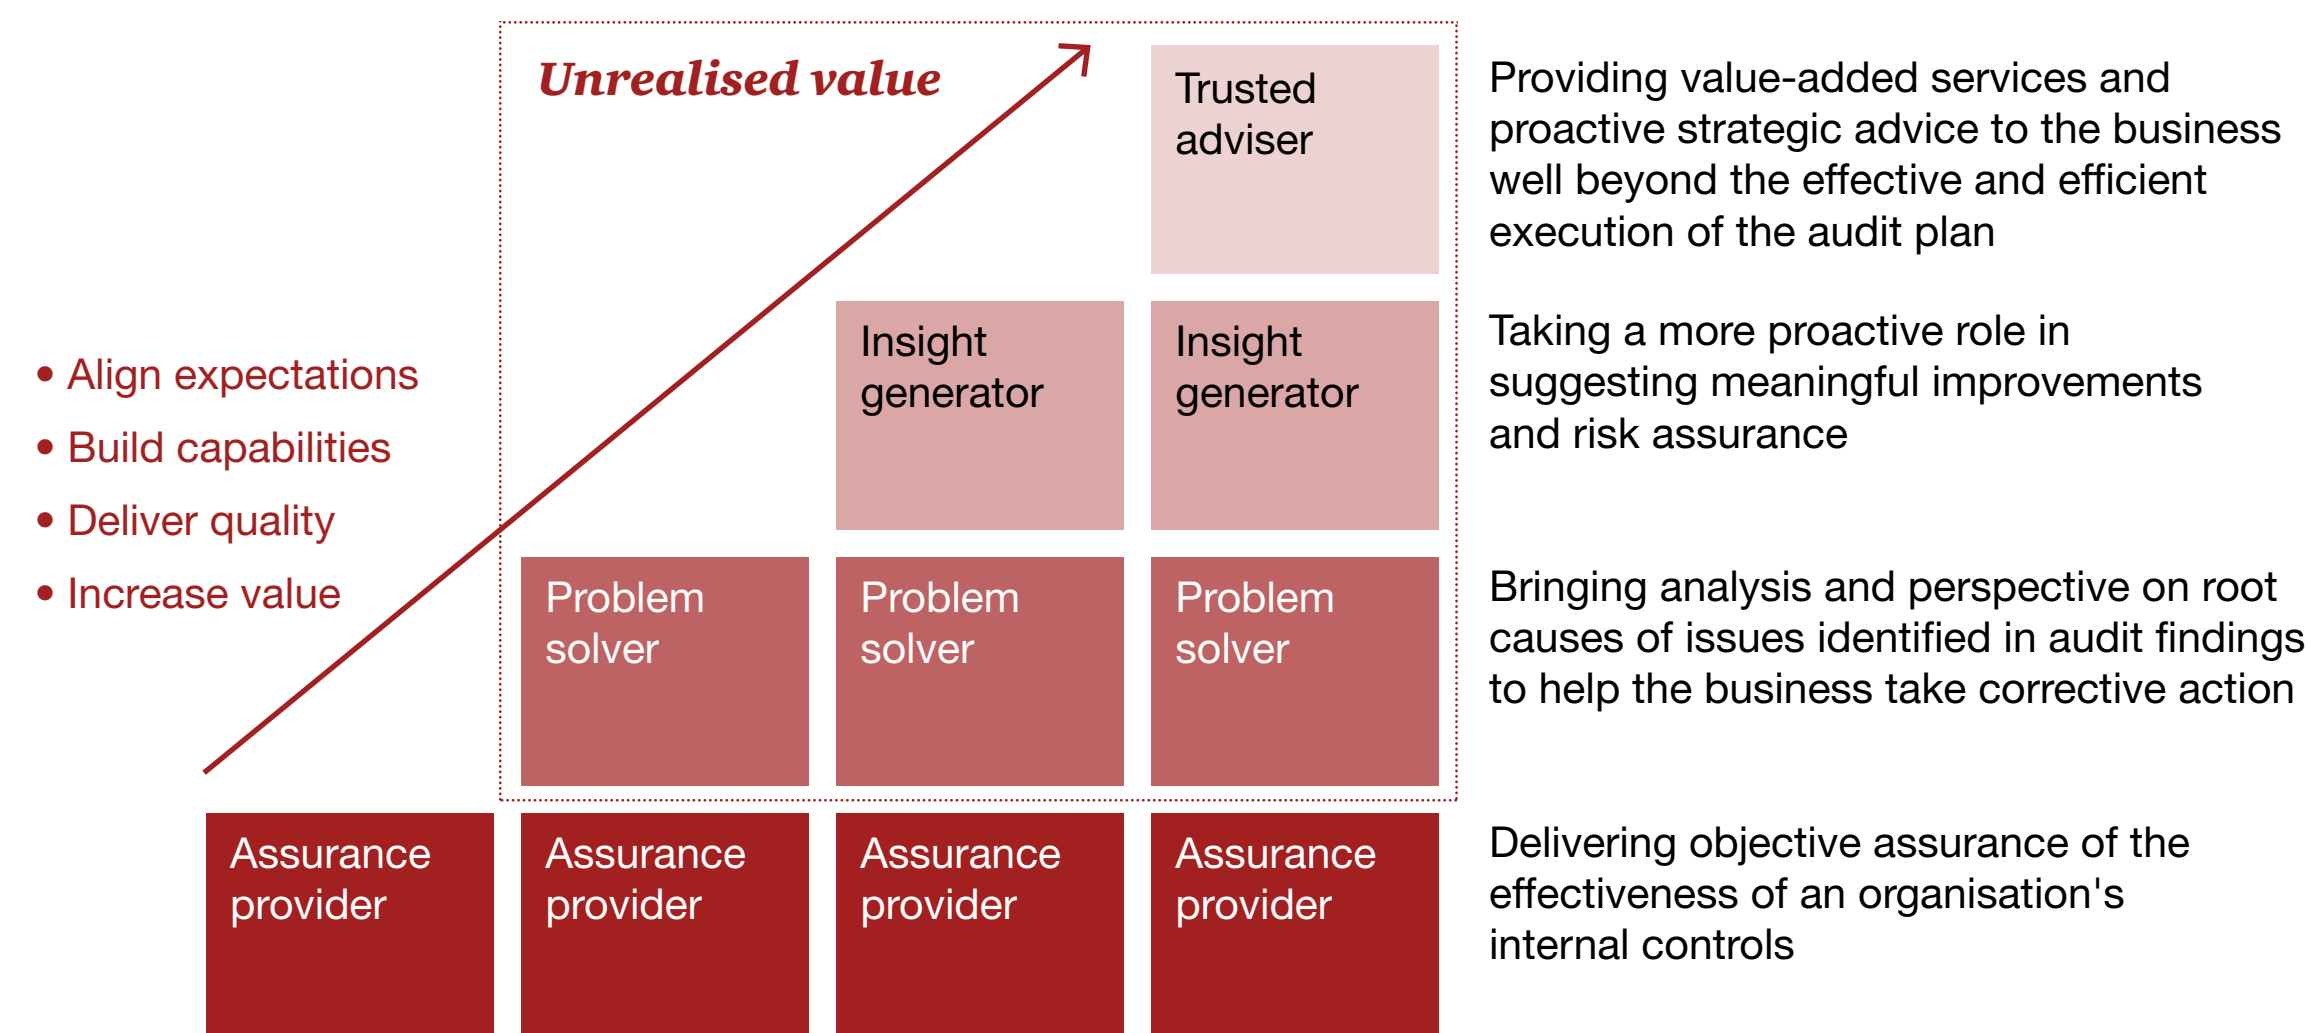 Unrealised value
• Align expectations
• Build capabilities
• Deliver quality
• Increase value
Trusted
adviser
Providing value-added services and
proactive strategic advice to the business
well beyond the effective and efficient
execution of the audit plan
Insight
generator
Insight
generator
Taking a more proactive role in
suggesting meaningful improvements
and risk assurance
Problem
solver
Problem
solver
Problem
solver
Bringing analysis and perspective on root
causes of issues identified in audit findings
to help the business take corrective action
Assurance
provider
Assurance
provider
Assurance
provider
Assurance
provider
Delivering objective assurance of the
effectiveness of an organisation's
internal controls